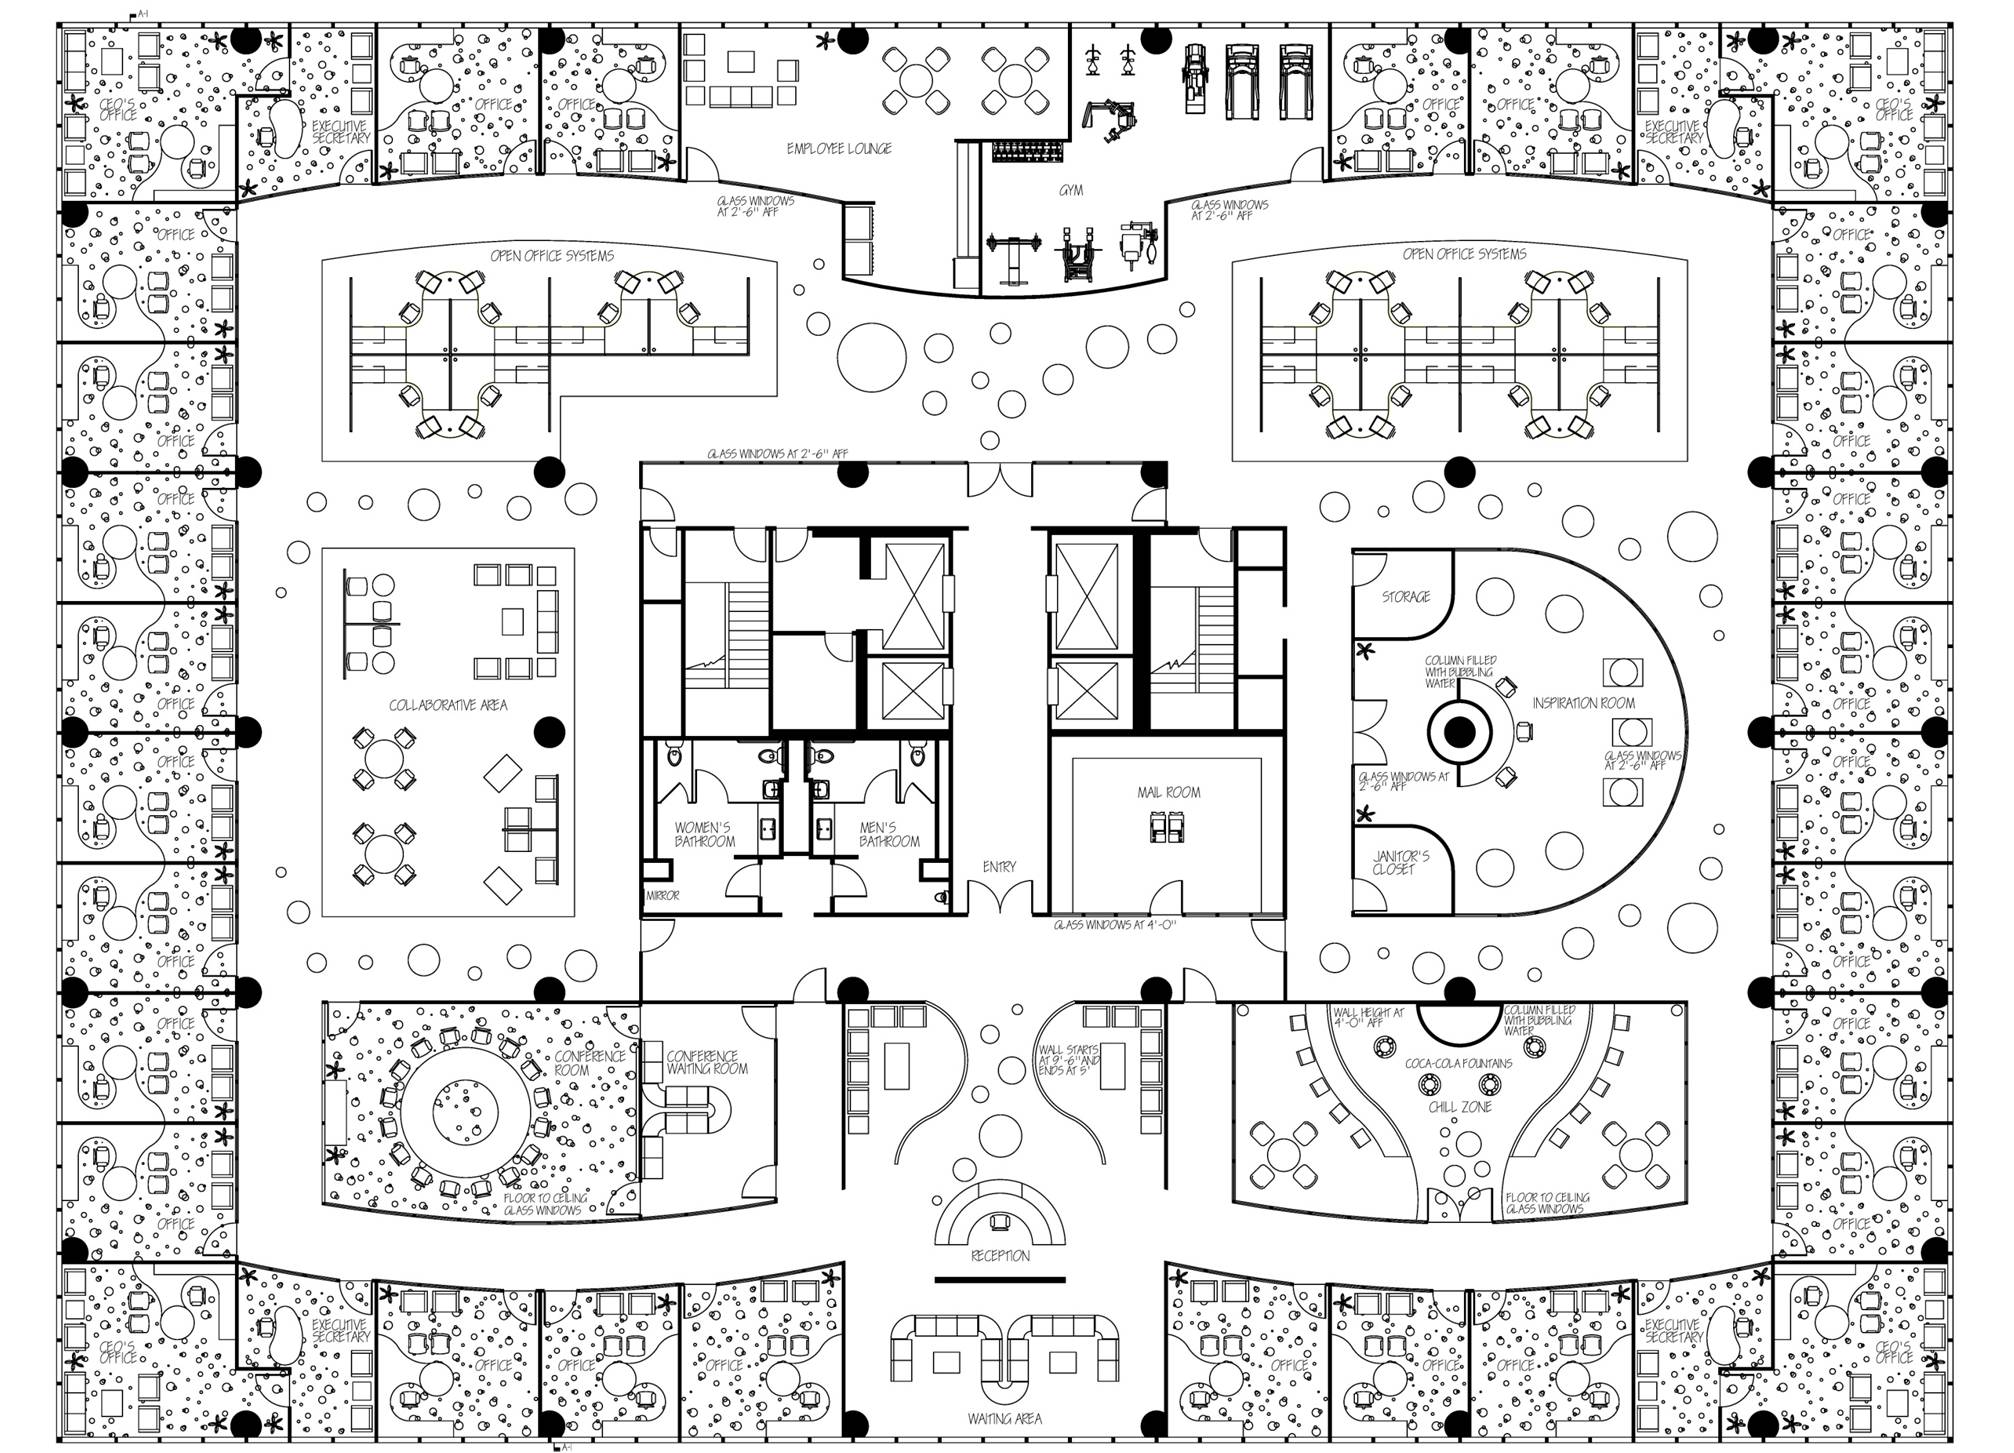 A-1
CEO'S
OFFICE
EXECUTIVE
SECRETARY
OFFICE
OFFICE
EMPLOYEE LOUNGE
GYM
OFFICE
OFFICE
EXECUTIVE
SECRETARY
CEO'S
OFFICE
GLASS WINDOWS
AT 2'-6" AFF
GLASS WINDOWS
AT 2'-6" AFF
OFFICE
OPEN OFFICE SYSTEMS
OPEN OFFICE SYSTEMS
OFFICE
OFFICE
GLASS WINDOWS AT 2'-6" AFF
OFFICE
OFFICE
OFFICE
STORAGE
COLUMN FILLED
WITH BUBBLING
WATER
OFFICE
COLLABORATIVE AREA
INSPIRATION ROOM
OFFICE
OFFICE
GLASS WINDOWS
AT 2'-6" AFF
OFFICE
GLASS WINDOWS AT
2'-6" AFF
MAIL ROOM
WOMEN'S
BATHROOM
MEN'S
BATHROOM
ENTRY
JANITOR'S
CLOSET
MIRROR
GLASS WINDOWS AT 4'-0"
OFFICE
OFFICE
OFFICE
OFFICE
WALL HEIGHT AT
4'-0" AFF
COLUMN FILLED
WITH BUBBLING
WATER
CONFERENCE
ROOM
CONFERENCE
WAITING ROOM
WALL STARTS
AT 9'-6"AND
ENDS AT 5'
COCA-COLA FOUNTAINS
CHILL ZONE
FLOOR TO CEILING
GLASS WINDOWS
FLOOR TO CEILING
GLASS WINDOWS
OFFICE
OFFICE
RECEPTION
CEO'S
OFFICE
EXECUTIVE
SECRETARY
OFFICE
OFFICE
OFFICE
WAITING AREA
OFFICE
OFFICE
OFFICE
EXECUTIVE
SECRETARY
CEO'S
OFFICE
A-1